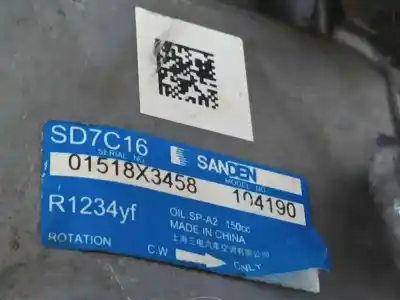 SD7C16 SANDEN
SERIAL NO. MODEL NO.
01518X3458 104190
R1234yf OIL SP-A2 150cc
MADE IN CHINA
上海三电汽车空调有限公司
ROTATION C.W ONLY